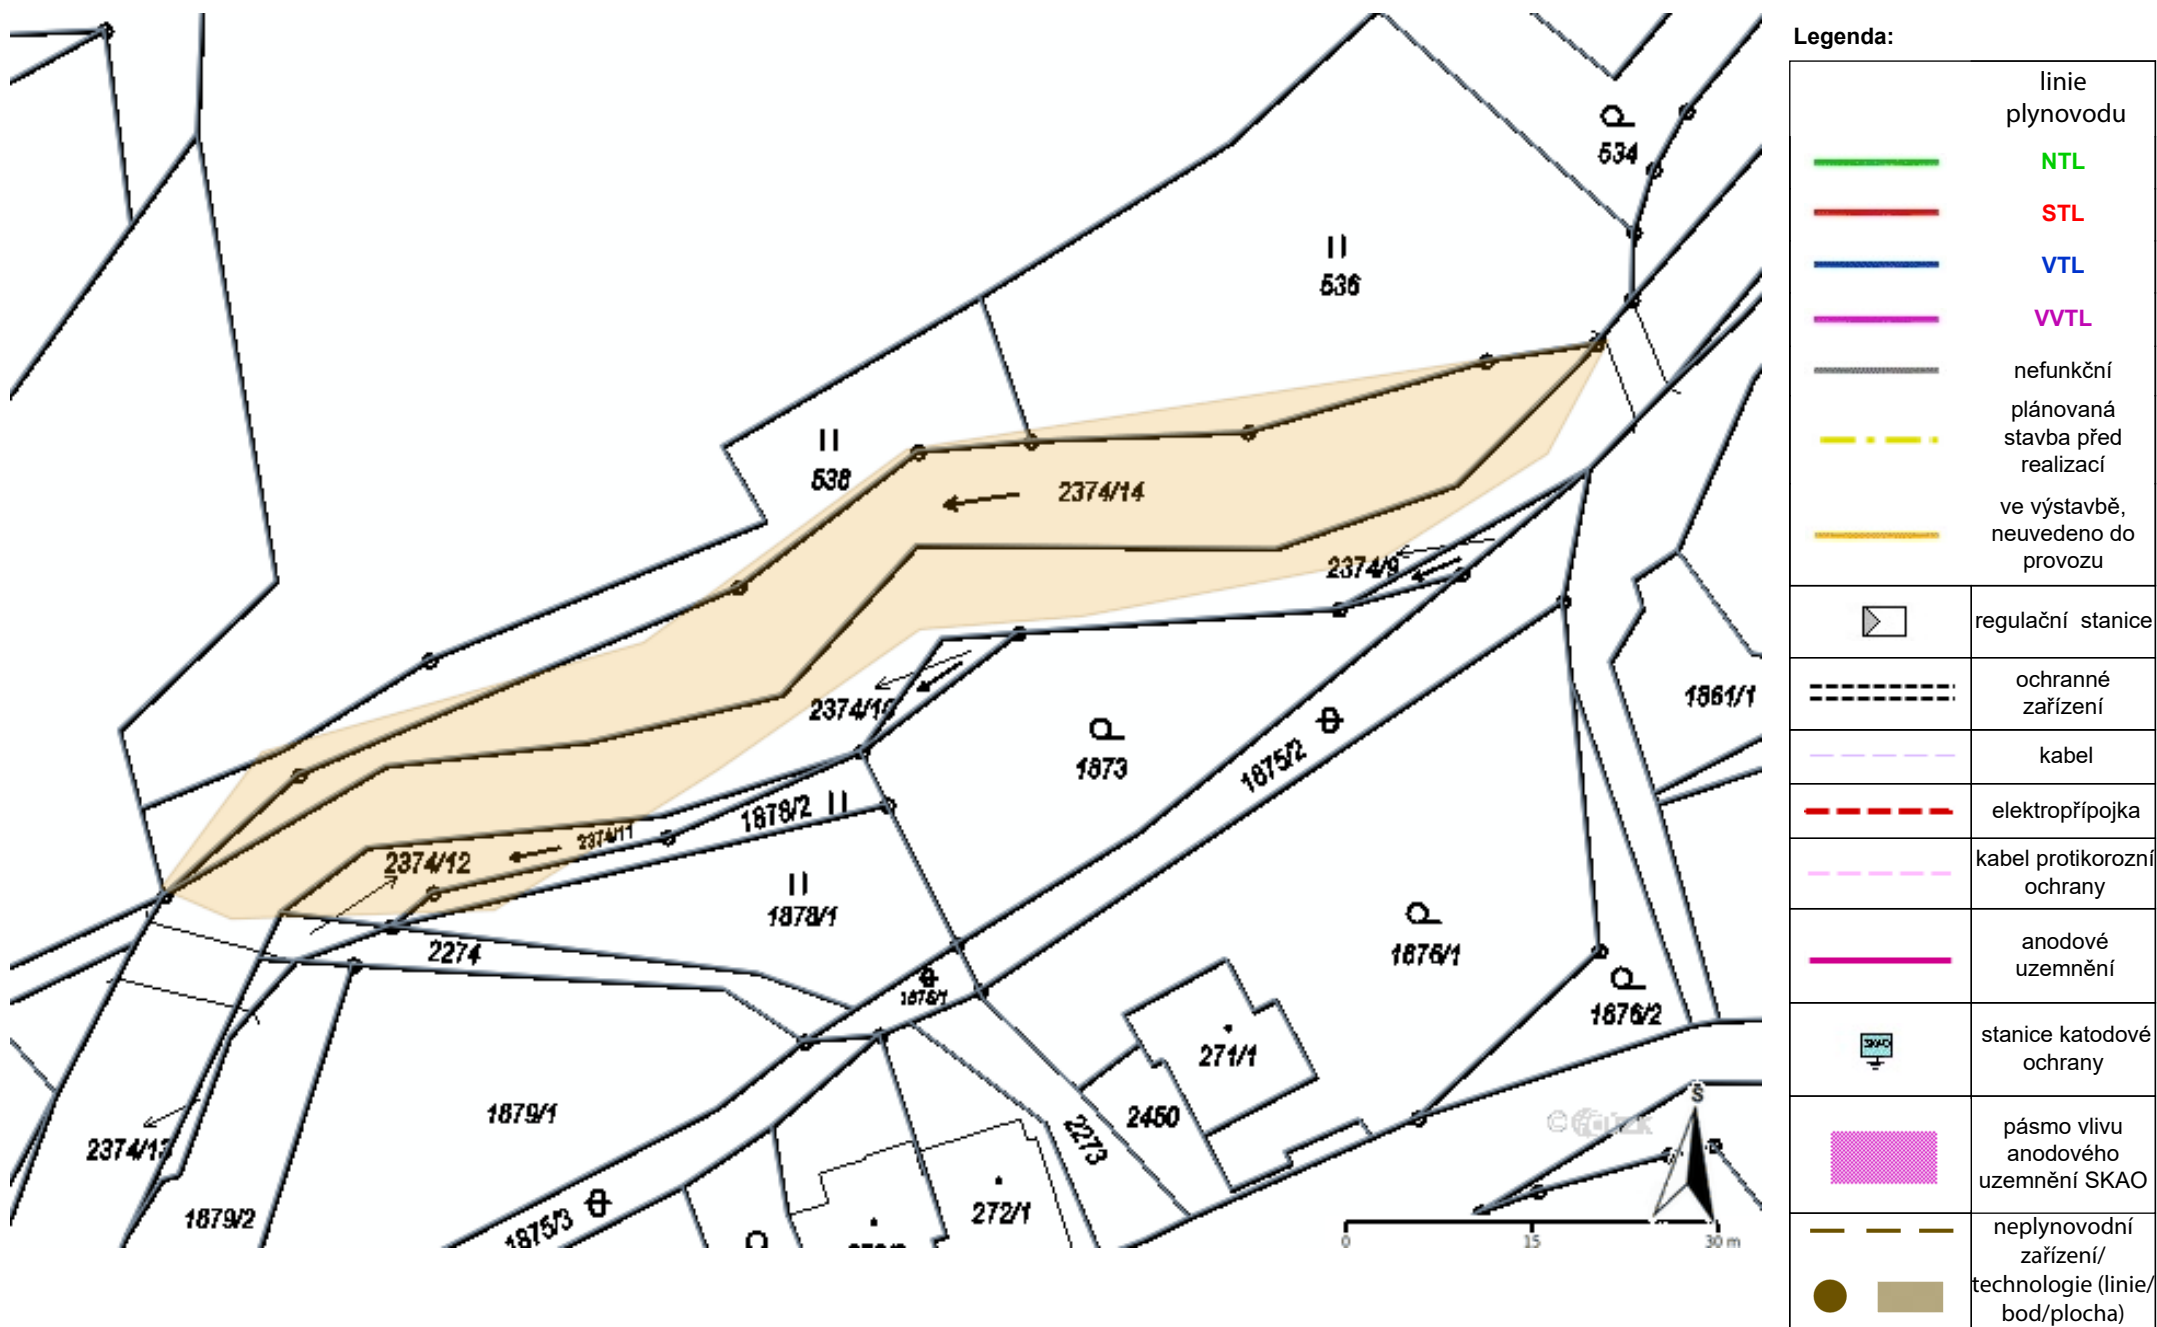 Legenda:
linie
plynovodu
NTL
STL
VTL
VVTL
nefunkční
plánovaná
stavba před
realizací
ve výstavbě,
neuvedeno do
provozu
regulační stanice
ochranné
zařízení
kabel
elektropřípojka
kabel protikorozní
ochrany
anodové
uzemnění
SKAO
stanice katodové
ochrany
pásmo vlivu
anodového
uzemnění SKAO
neplynovodní
zařízení/
technologie (linie/
bod/plocha)
534
536
538
2374/14
2374/9
2374/10
1861/1
1873
1875/2
1878/2
2374/11
2374/12
1878/1
2274
1876/1
1876/2
271/1
2450
2273
1879/1
2374/13
1879/2
1875/3
272/1
Š
©
0
15
30 m